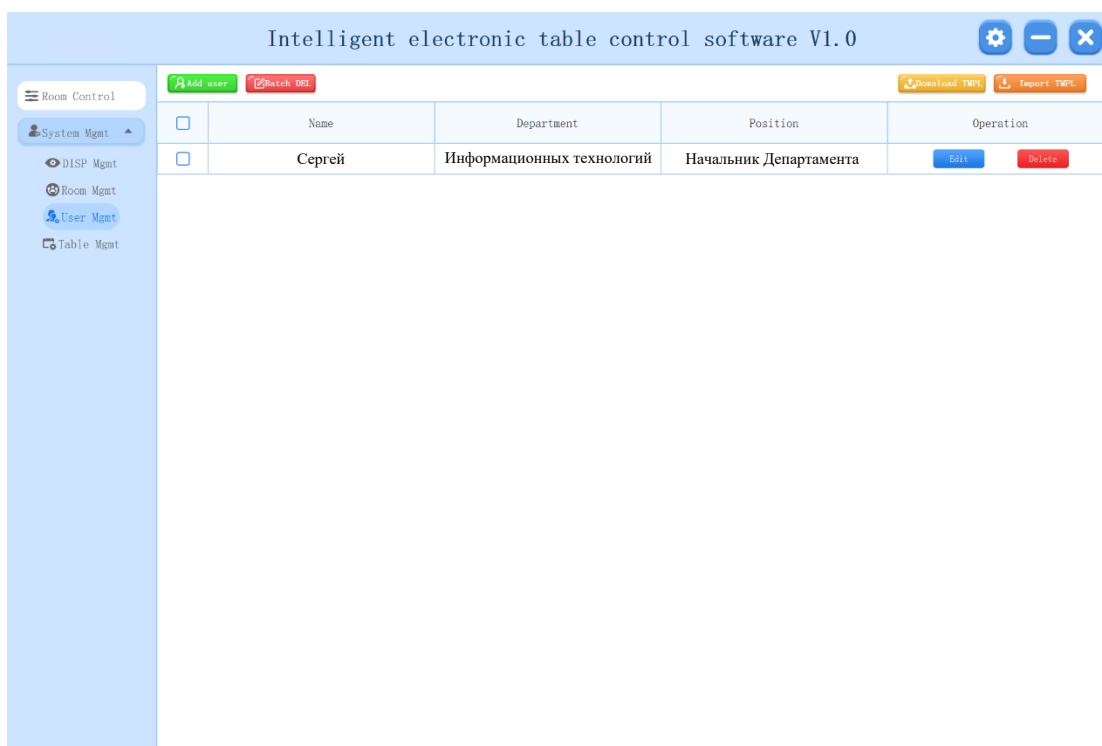 Intelligent electronic table control software V1.0
Room Control
System Mgmt
DISP Mgmt
Room Mgmt
User Mgmt
Table Mgmt
Add user Batch DEL Download TMPL Import TMPL
Name Department Position Operation
Сергей Информационных технологий Начальник Департамента Edit Delete